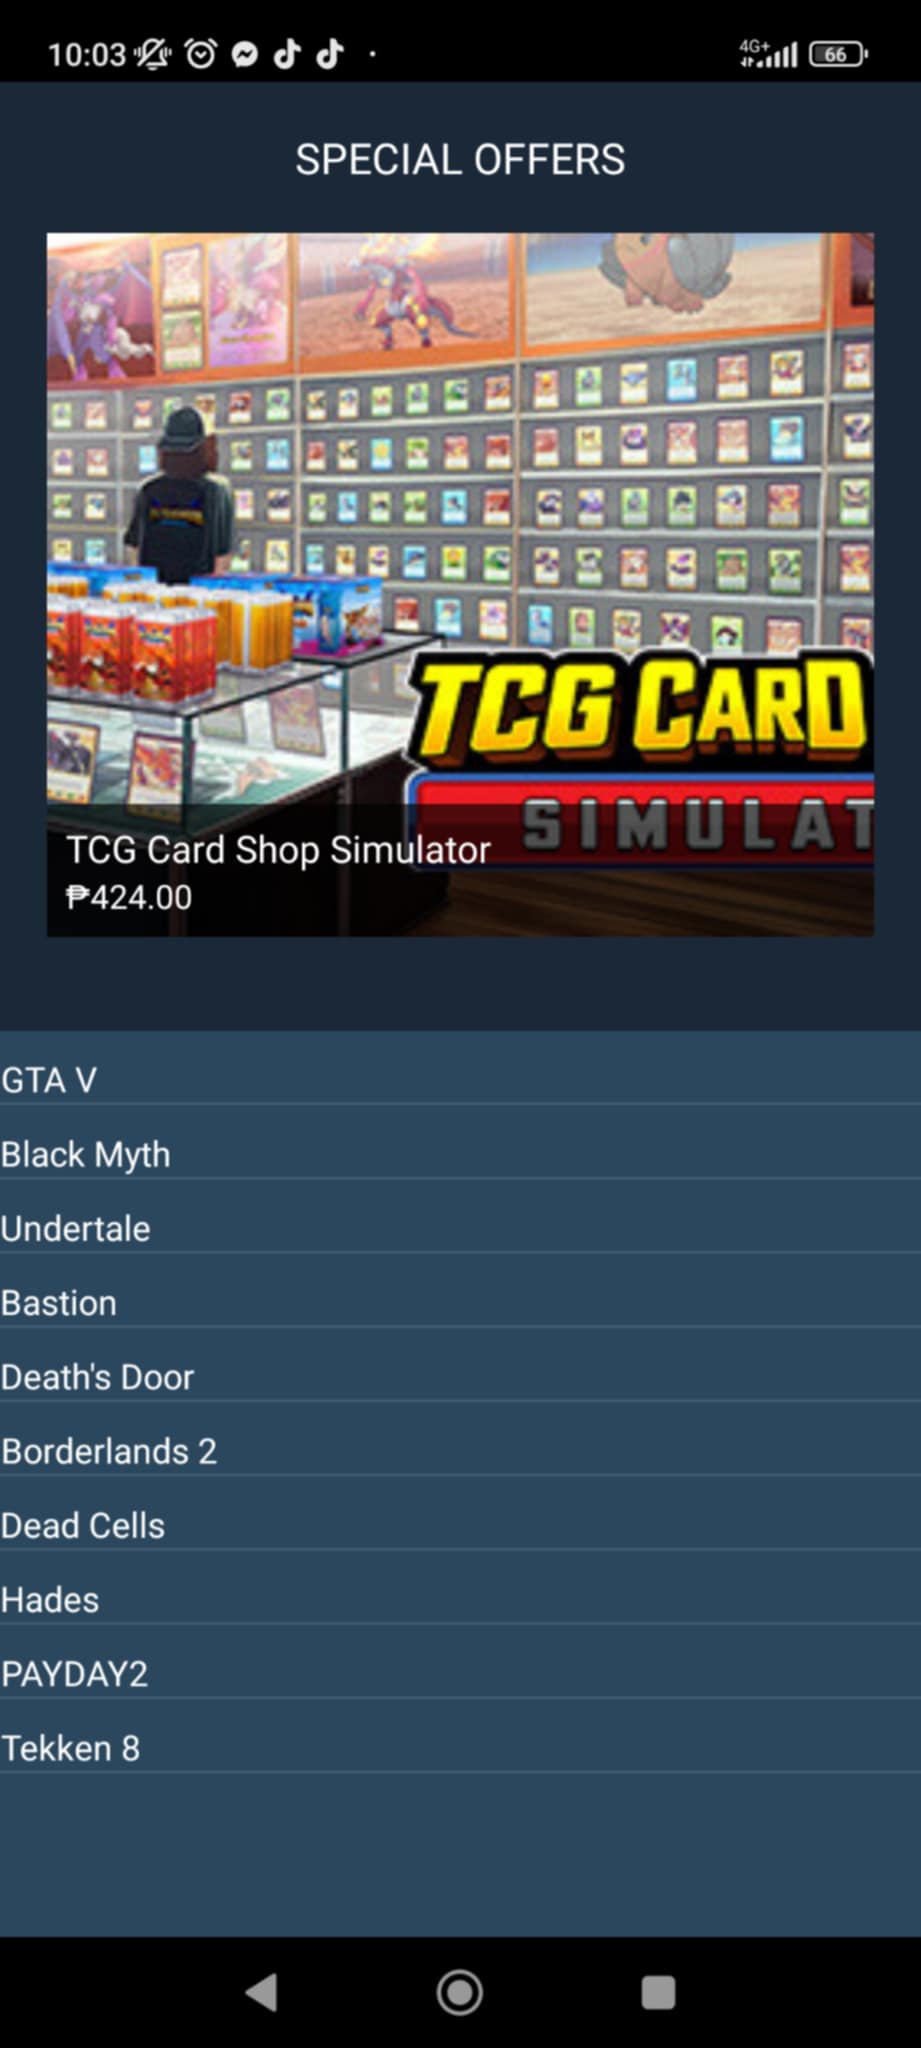 10:03
4G+
66
SPECIAL OFFERS
TCG CARD
SIMULAT
TCG Card Shop Simulator
₱424.00
GTA V
Black Myth
Undertale
Bastion
Death's Door
Borderlands 2
Dead Cells
Hades
PAYDAY2
Tekken 8